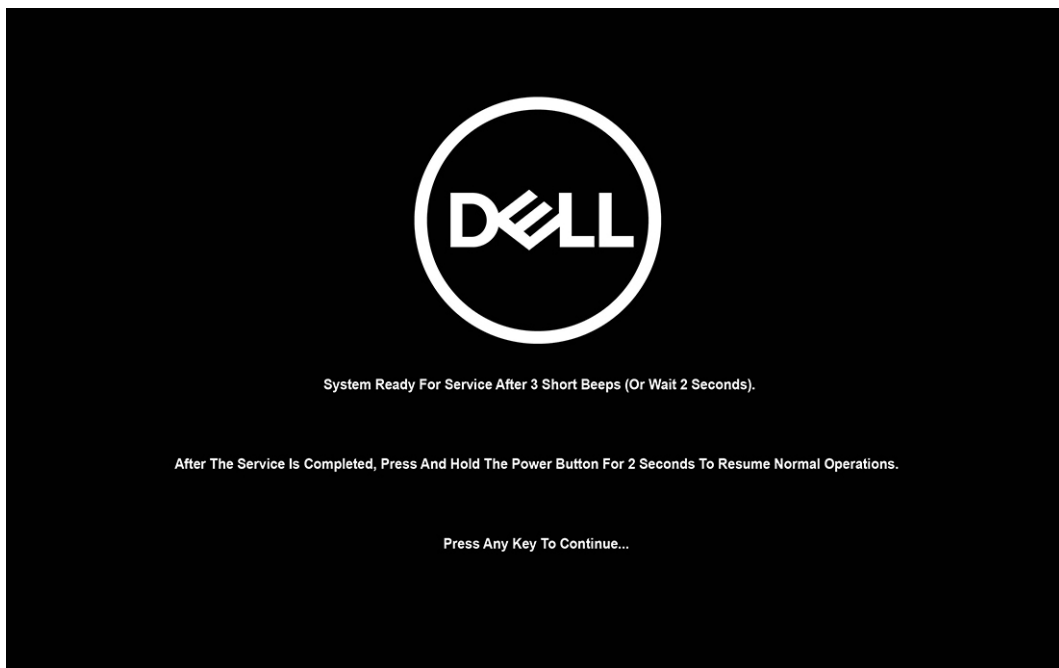 DELL
System Ready For Service After 3 Short Beeps (Or Wait 2 Seconds).
After The Service Is Completed, Press And Hold The Power Button For 2 Seconds To Resume Normal Operations.
Press Any Key To Continue...